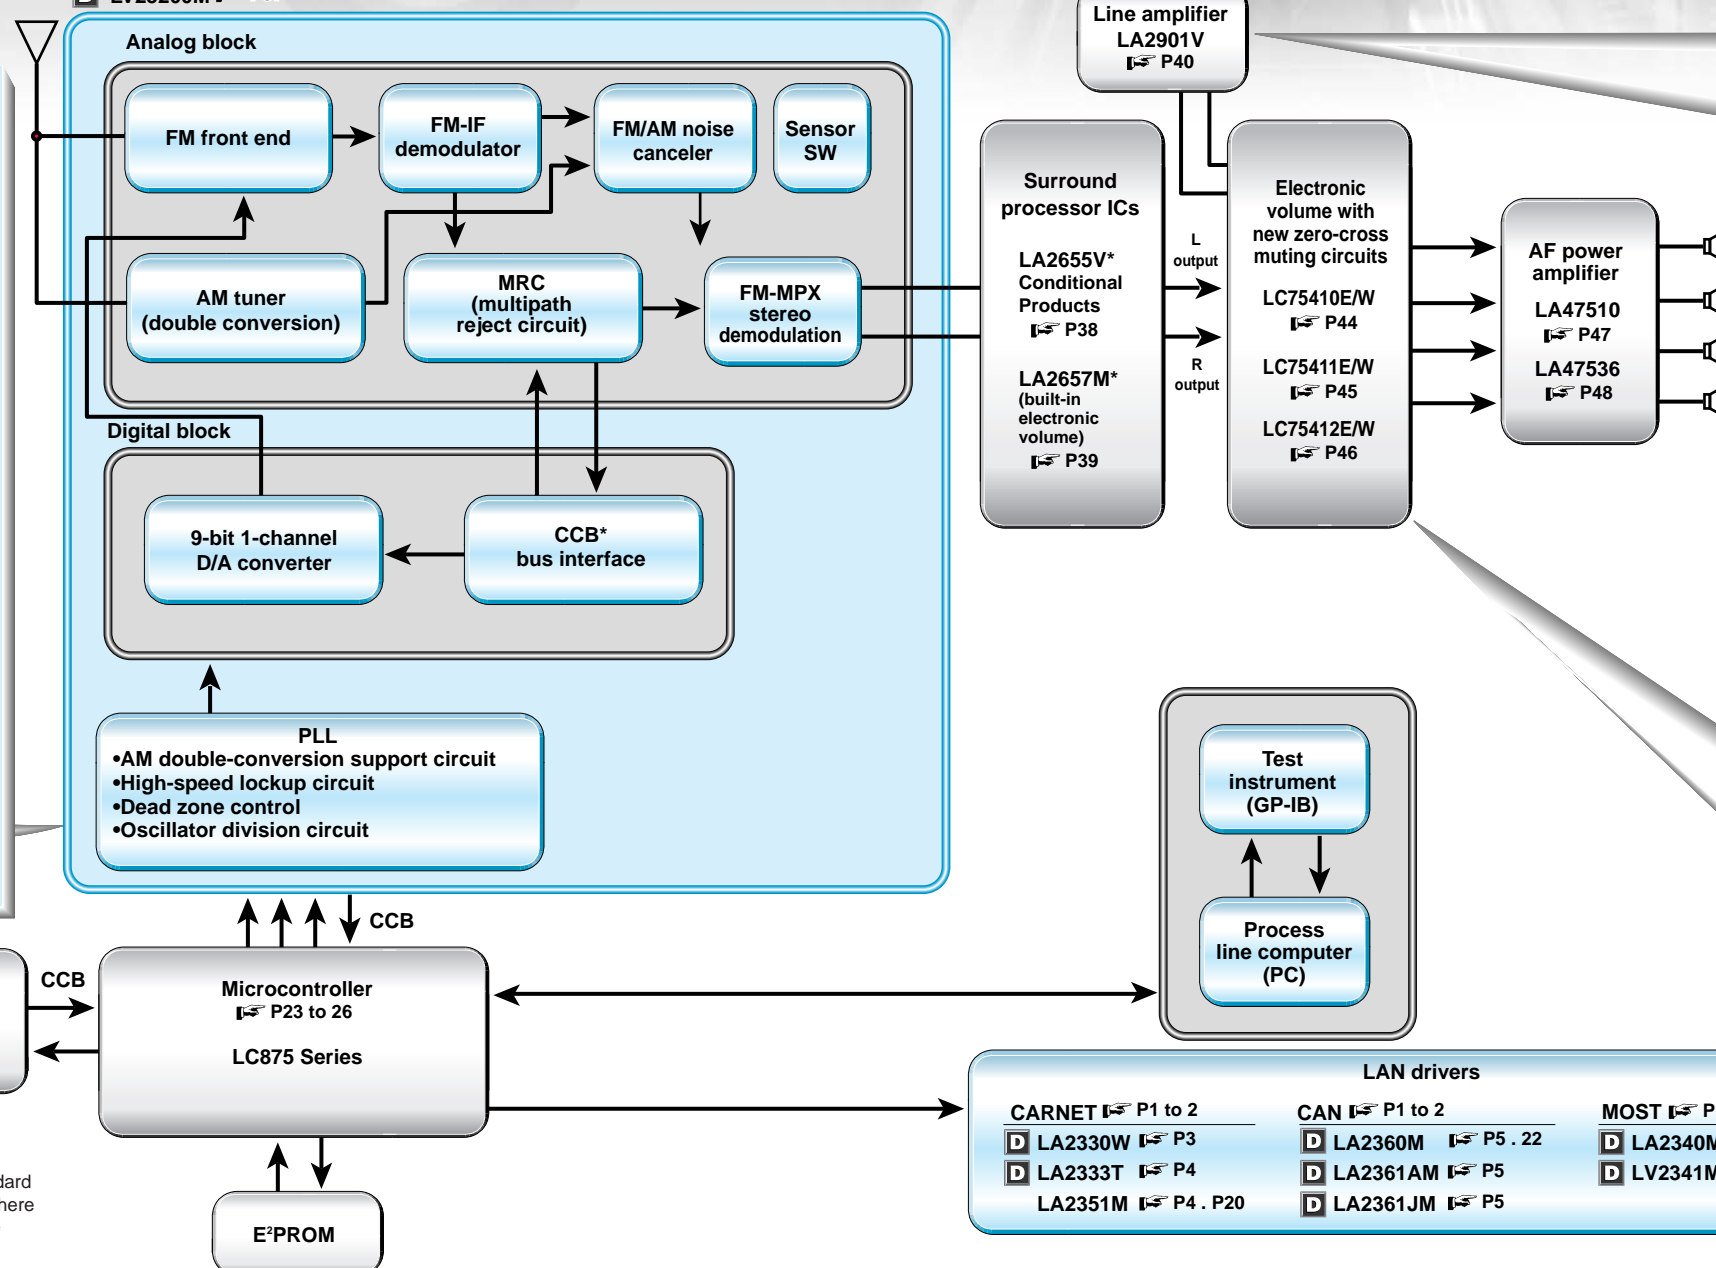 Analog block
FM front end
FM-IF
demodulator
FM/AM noise
canceler
Sensor
SW
AM tuner
(double conversion)
MRC
(multipath
reject circuit)
FM-MPX
stereo
demodulation
Digital block
9-bit 1-channel
D/A converter
CCB*
bus interface
PLL
•AM double-conversion support circuit
•High-speed lockup circuit
•Dead zone control
•Oscillator division circuit
Line amplifier
LA2901V
☞ P40
Surround
processor ICs
LA2655V*
Conditional
Products
☞ P38
LA2657M*
(built-in
electronic
volume)
☞ P39
L
output
R
output
Electronic
volume with
new zero-cross
muting circuits
LC75410E/W
☞ P44
LC75411E/W
☞ P45
LC75412E/W
☞ P46
AF power
amplifier
LA47510
☞ P47
LA47536
☞ P48
Test
instrument
(GP-IB)
Process
line computer
(PC)
CCB
CCB
Microcontroller
☞ P23 to 26
LC875 Series
E²PROM
LAN drivers
CARNET ☞ P1 to 2
D LA2330W ☞ P3
D LA2333T ☞ P4
LA2351M ☞ P4 . P20
CAN ☞ P1 to 2
D LA2360M ☞ P5 . 22
D LA2361AM ☞ P5
D LA2361JM ☞ P5
MOST ☞ P
D LA2340M
D LV2341M